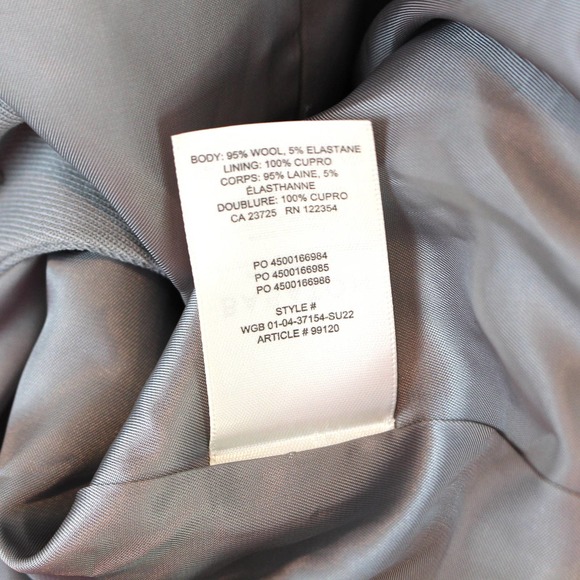 BODY: 95% WOOL, 5% ELASTANE
LINING: 100% CUPRO
CORPS: 95% LAINE, 5%
ÉLASTHANNE
DOUBLURE: 100% CUPRO
CA 23725 RN 122354
PO 4500166984
PO 4500166985
PO 4500166986
STYLE #
WGB 01-04-37154-SU22
ARTICLE # 99120